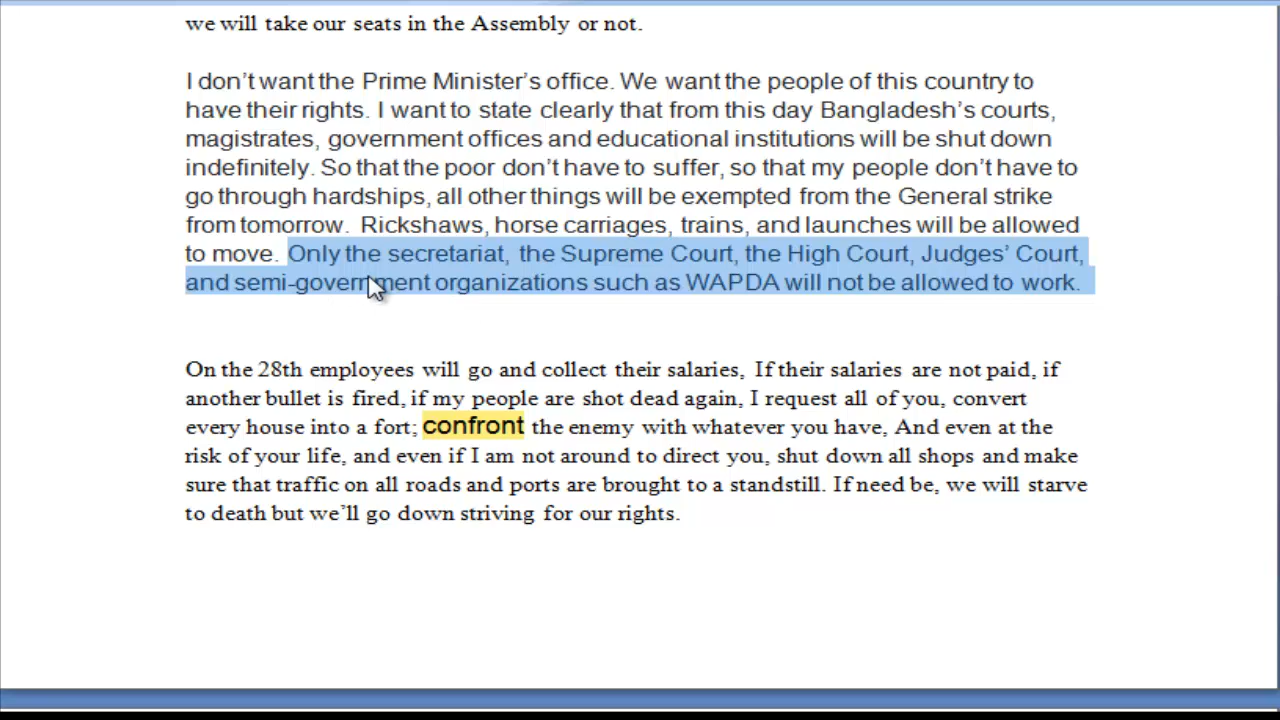 we will take our seats in the Assembly or not.
I don’t want the Prime Minister’s office. We want the people of this country to
have their rights. I want to state clearly that from this day Bangladesh’s courts,
magistrates, government offices and educational institutions will be shut down
indefinitely. So that the poor don’t have to suffer, so that my people don’t have to
go through hardships, all other things will be exempted from the General strike
from tomorrow. Rickshaws, horse carriages, trains, and launches will be allowed
to move. Only the secretariat, the Supreme Court, the High Court, Judges’ Court,
and semi-government organizations such as WAPDA will not be allowed to work.
On the 28th employees will go and collect their salaries, If their salaries are not paid, if
another bullet is fired, if my people are shot dead again, I request all of you, convert
every house into a fort; confront the enemy with whatever you have, And even at the
risk of your life, and even if I am not around to direct you, shut down all shops and make
sure that traffic on all roads and ports are brought to a standstill. If need be, we will starve
to death but we’ll go down striving for our rights.